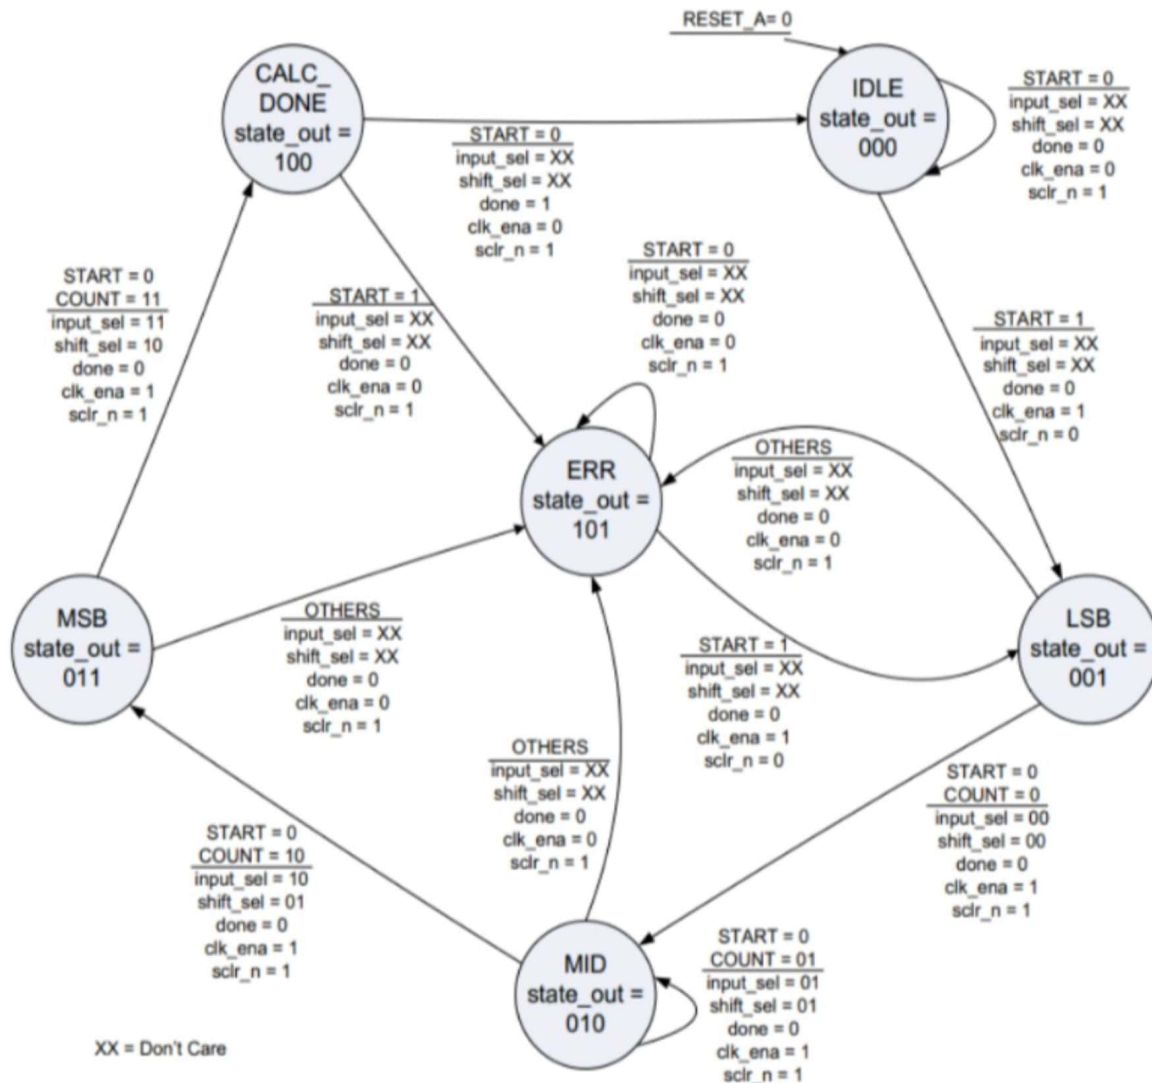 RESET_A= 0
CALC_
DONE
state_out =
100
IDLE
state_out =
000
START = 0
input_sel = XX
shift_sel = XX
done = 0
clk_ena = 0
sclr_n = 1
START = 0
input_sel = XX
shift_sel = XX
done = 1
clk_ena = 0
sclr_n = 1
START = 0
input_sel = XX
shift_sel = XX
done = 0
clk_ena = 0
sclr_n = 1
START = 0
COUNT = 11
input_sel = 11
shift_sel = 10
done = 0
clk_ena = 1
sclr_n = 1
START = 1
input_sel = XX
shift_sel = XX
done = 0
clk_ena = 0
sclr_n = 1
START = 1
input_sel = XX
shift_sel = XX
done = 0
clk_ena = 1
sclr_n = 0
ERR
state_out =
101
OTHERS
input_sel = XX
shift_sel = XX
done = 0
clk_ena = 0
sclr_n = 1
MSB
state_out =
011
OTHERS
input_sel = XX
shift_sel = XX
done = 0
clk_ena = 0
sclr_n = 1
START = 1
input_sel = XX
shift_sel = XX
done = 0
clk_ena = 1
sclr_n = 0
LSB
state_out =
001
OTHERS
input_sel = XX
shift_sel = XX
done = 0
clk_ena = 0
sclr_n = 1
START = 0
COUNT = 0
input_sel = 00
shift_sel = 00
done = 0
clk_ena = 1
sclr_n = 1
START = 0
COUNT = 10
input_sel = 10
shift_sel = 01
done = 0
clk_ena = 1
sclr_n = 1
MID
state_out =
010
START = 0
COUNT = 01
input_sel = 01
shift_sel = 01
done = 0
clk_ena = 1
sclr_n = 1
XX = Don't Care